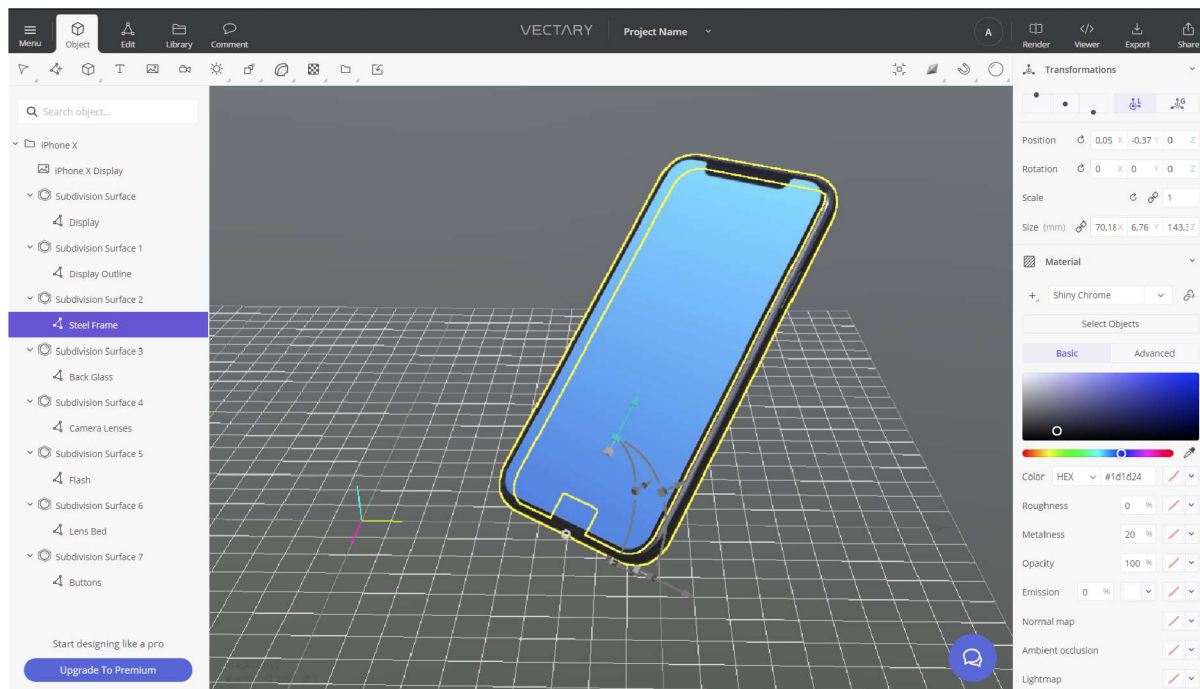 Menu
Object
Edit
Library
Comment
VECTARY
Project Name
A
Render
Viewer
Export
Share
T
Search object...
iPhone X
iPhone X Display
Subdivision Surface
Display
Subdivision Surface 1
Display Outline
Subdivision Surface 2
Steel Frame
Subdivision Surface 3
Back Glass
Subdivision Surface 4
Camera Lenses
Subdivision Surface 5
Flash
Subdivision Surface 6
Lens Bed
Subdivision Surface 7
Buttons
Start designing like a pro
Upgrade To Premium
Transformations
L G
Position 0,05 X -0,37 Y 0 Z
Rotation 0 X 0 Y 0 Z
Scale 1
Size (mm) 70,18 X 6,76 Y 143,3 Z
Material
Shiny Chrome
Select Objects
Basic Advanced
Color HEX #1d1d24
Roughness 0 %
Metalness 20 %
Opacity 100 %
Emission 0 %
Normal map
Ambient occlusion
Lightmap